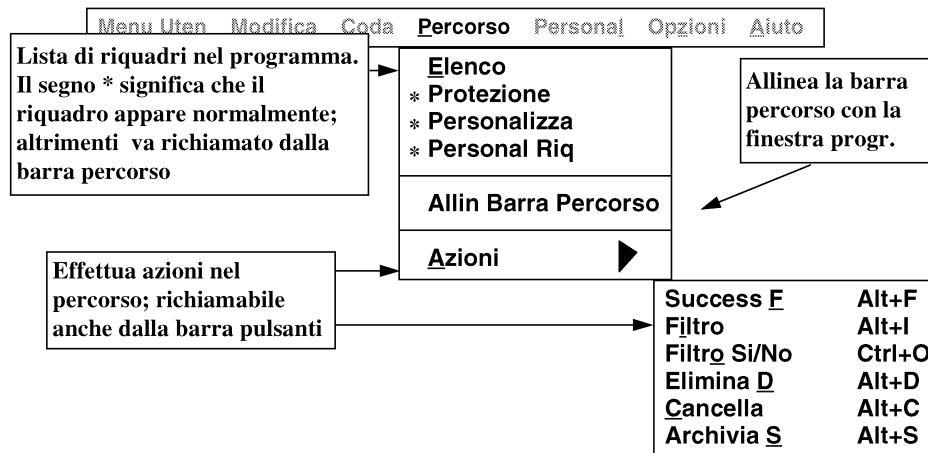 Menu Uten Modifica Coda Percorso Personal Opzioni Aiuto
Lista di riquadri nel programma.
Il segno * significa che il
riquadro appare normalmente;
altrimenti va richiamato dalla
barra percorso
Elenco
* Protezione
* Personalizza
* Personal Riq
Allin Barra Percorso
Azioni
Allinea la barra
percorso con la
finestra progr.
Effettua azioni nel
percorso; richiamabile
anche dalla barra pulsanti
Success F Alt+F
Filtro Alt+I
Filtro Si/No Ctrl+O
Elimina D Alt+D
Cancella Alt+C
Archivia S Alt+S